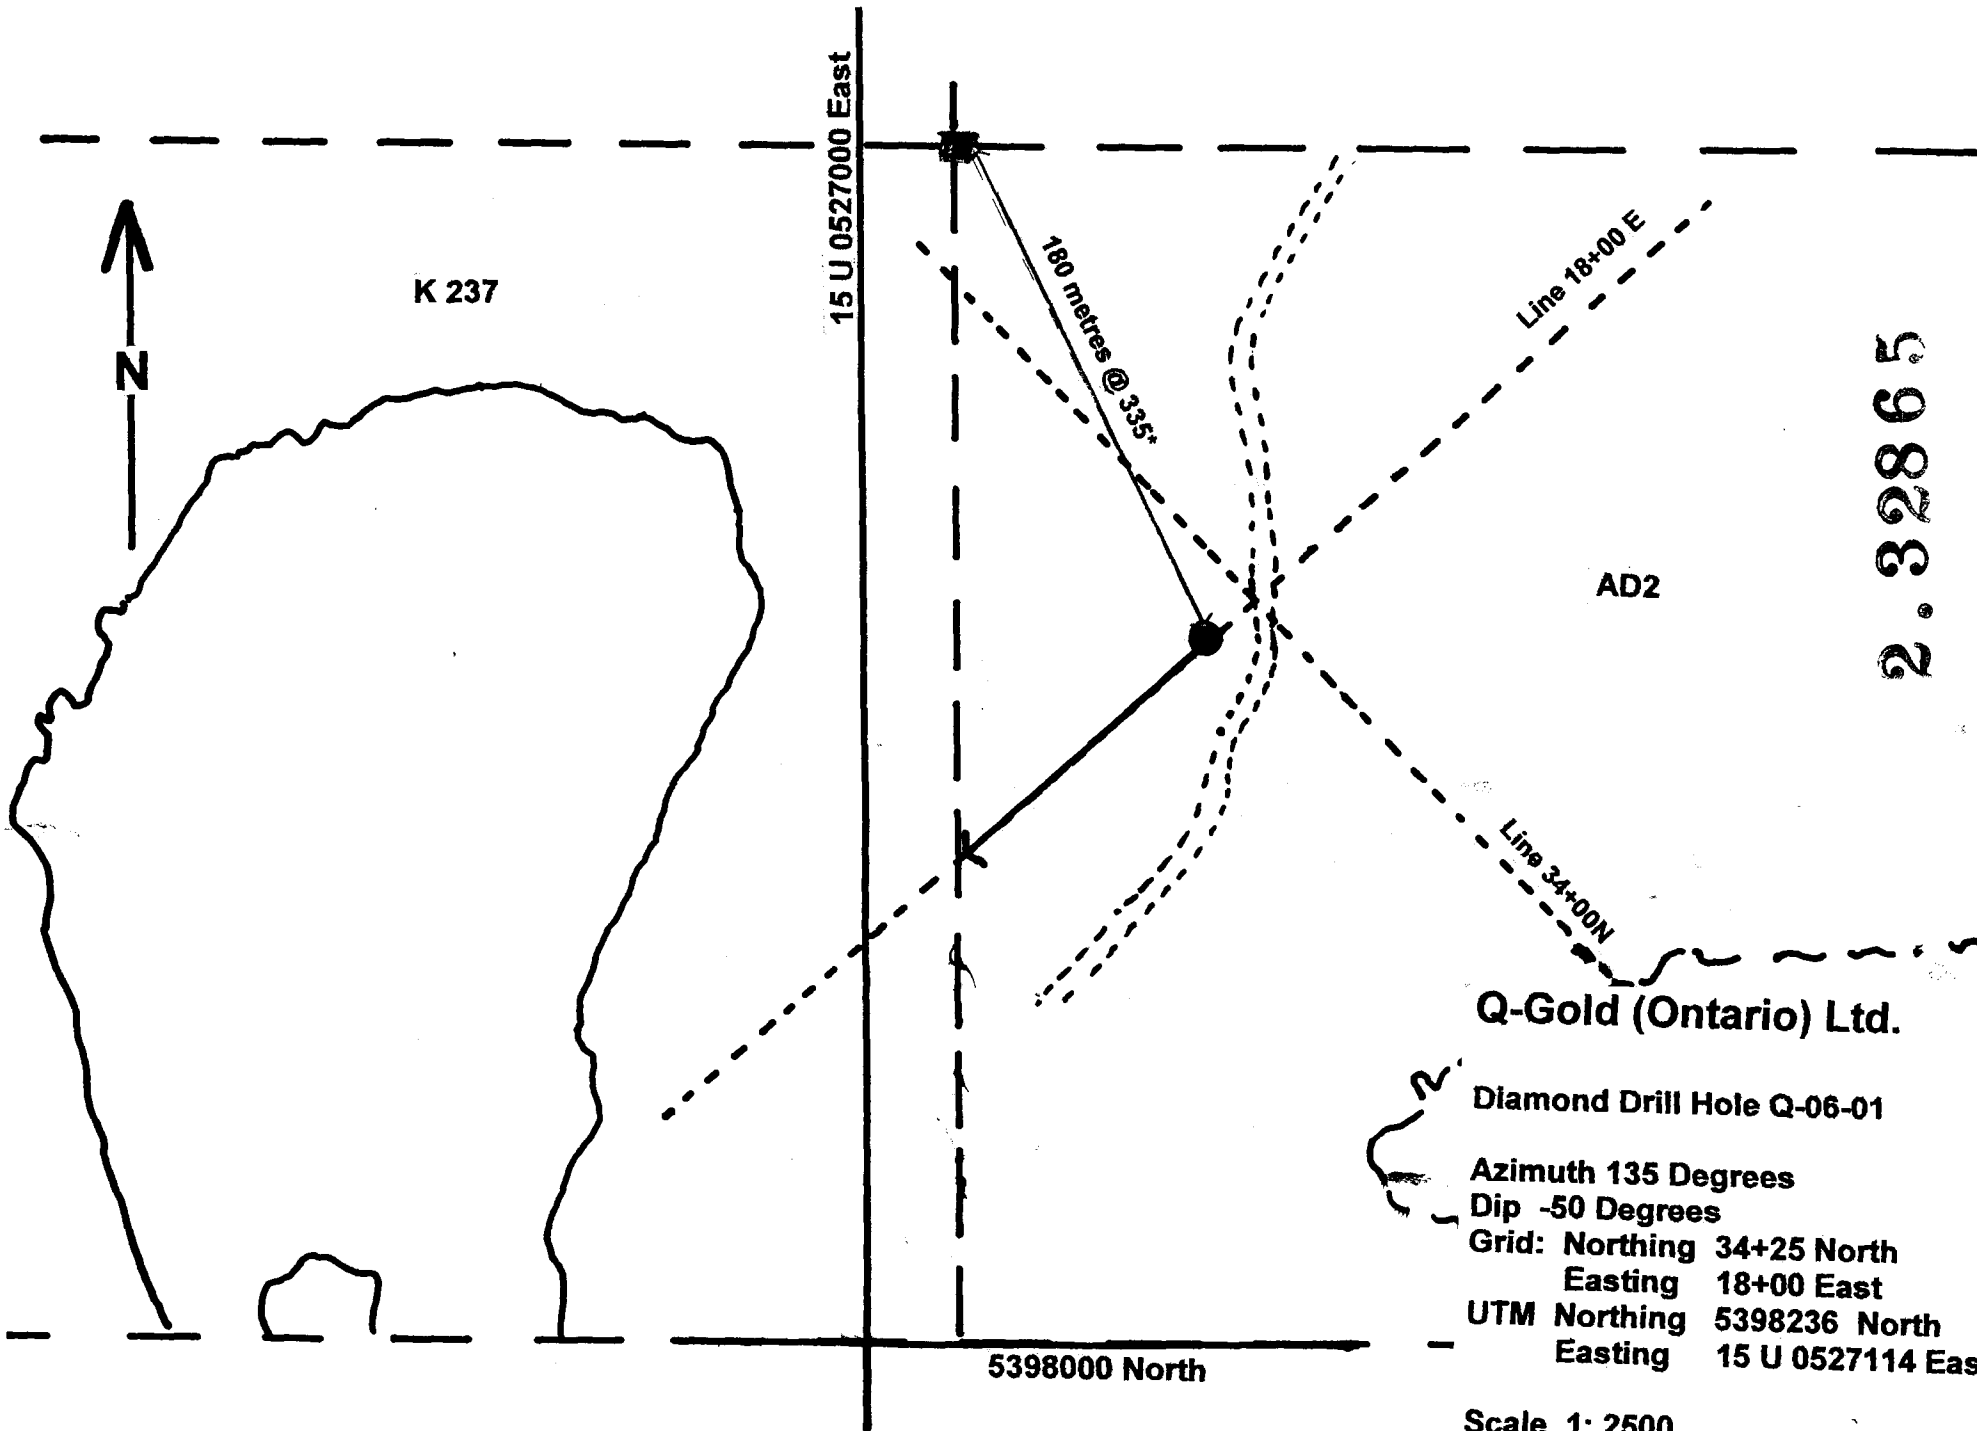 15 U 0527000 East
K 237
N
180 metres @ 335*
Line 18+00 E
2.32865
AD2
Line 34+00N
Q-Gold (Ontario) Ltd.
Diamond Drill Hole Q-06-01
Azimuth 135 Degrees
Dip -50 Degrees
Grid: Northing 34+25 North
Easting 18+00 East
UTM Northing 5398236 North
Easting 15 U 0527114 Eas
5398000 North
Scale 1: 2500